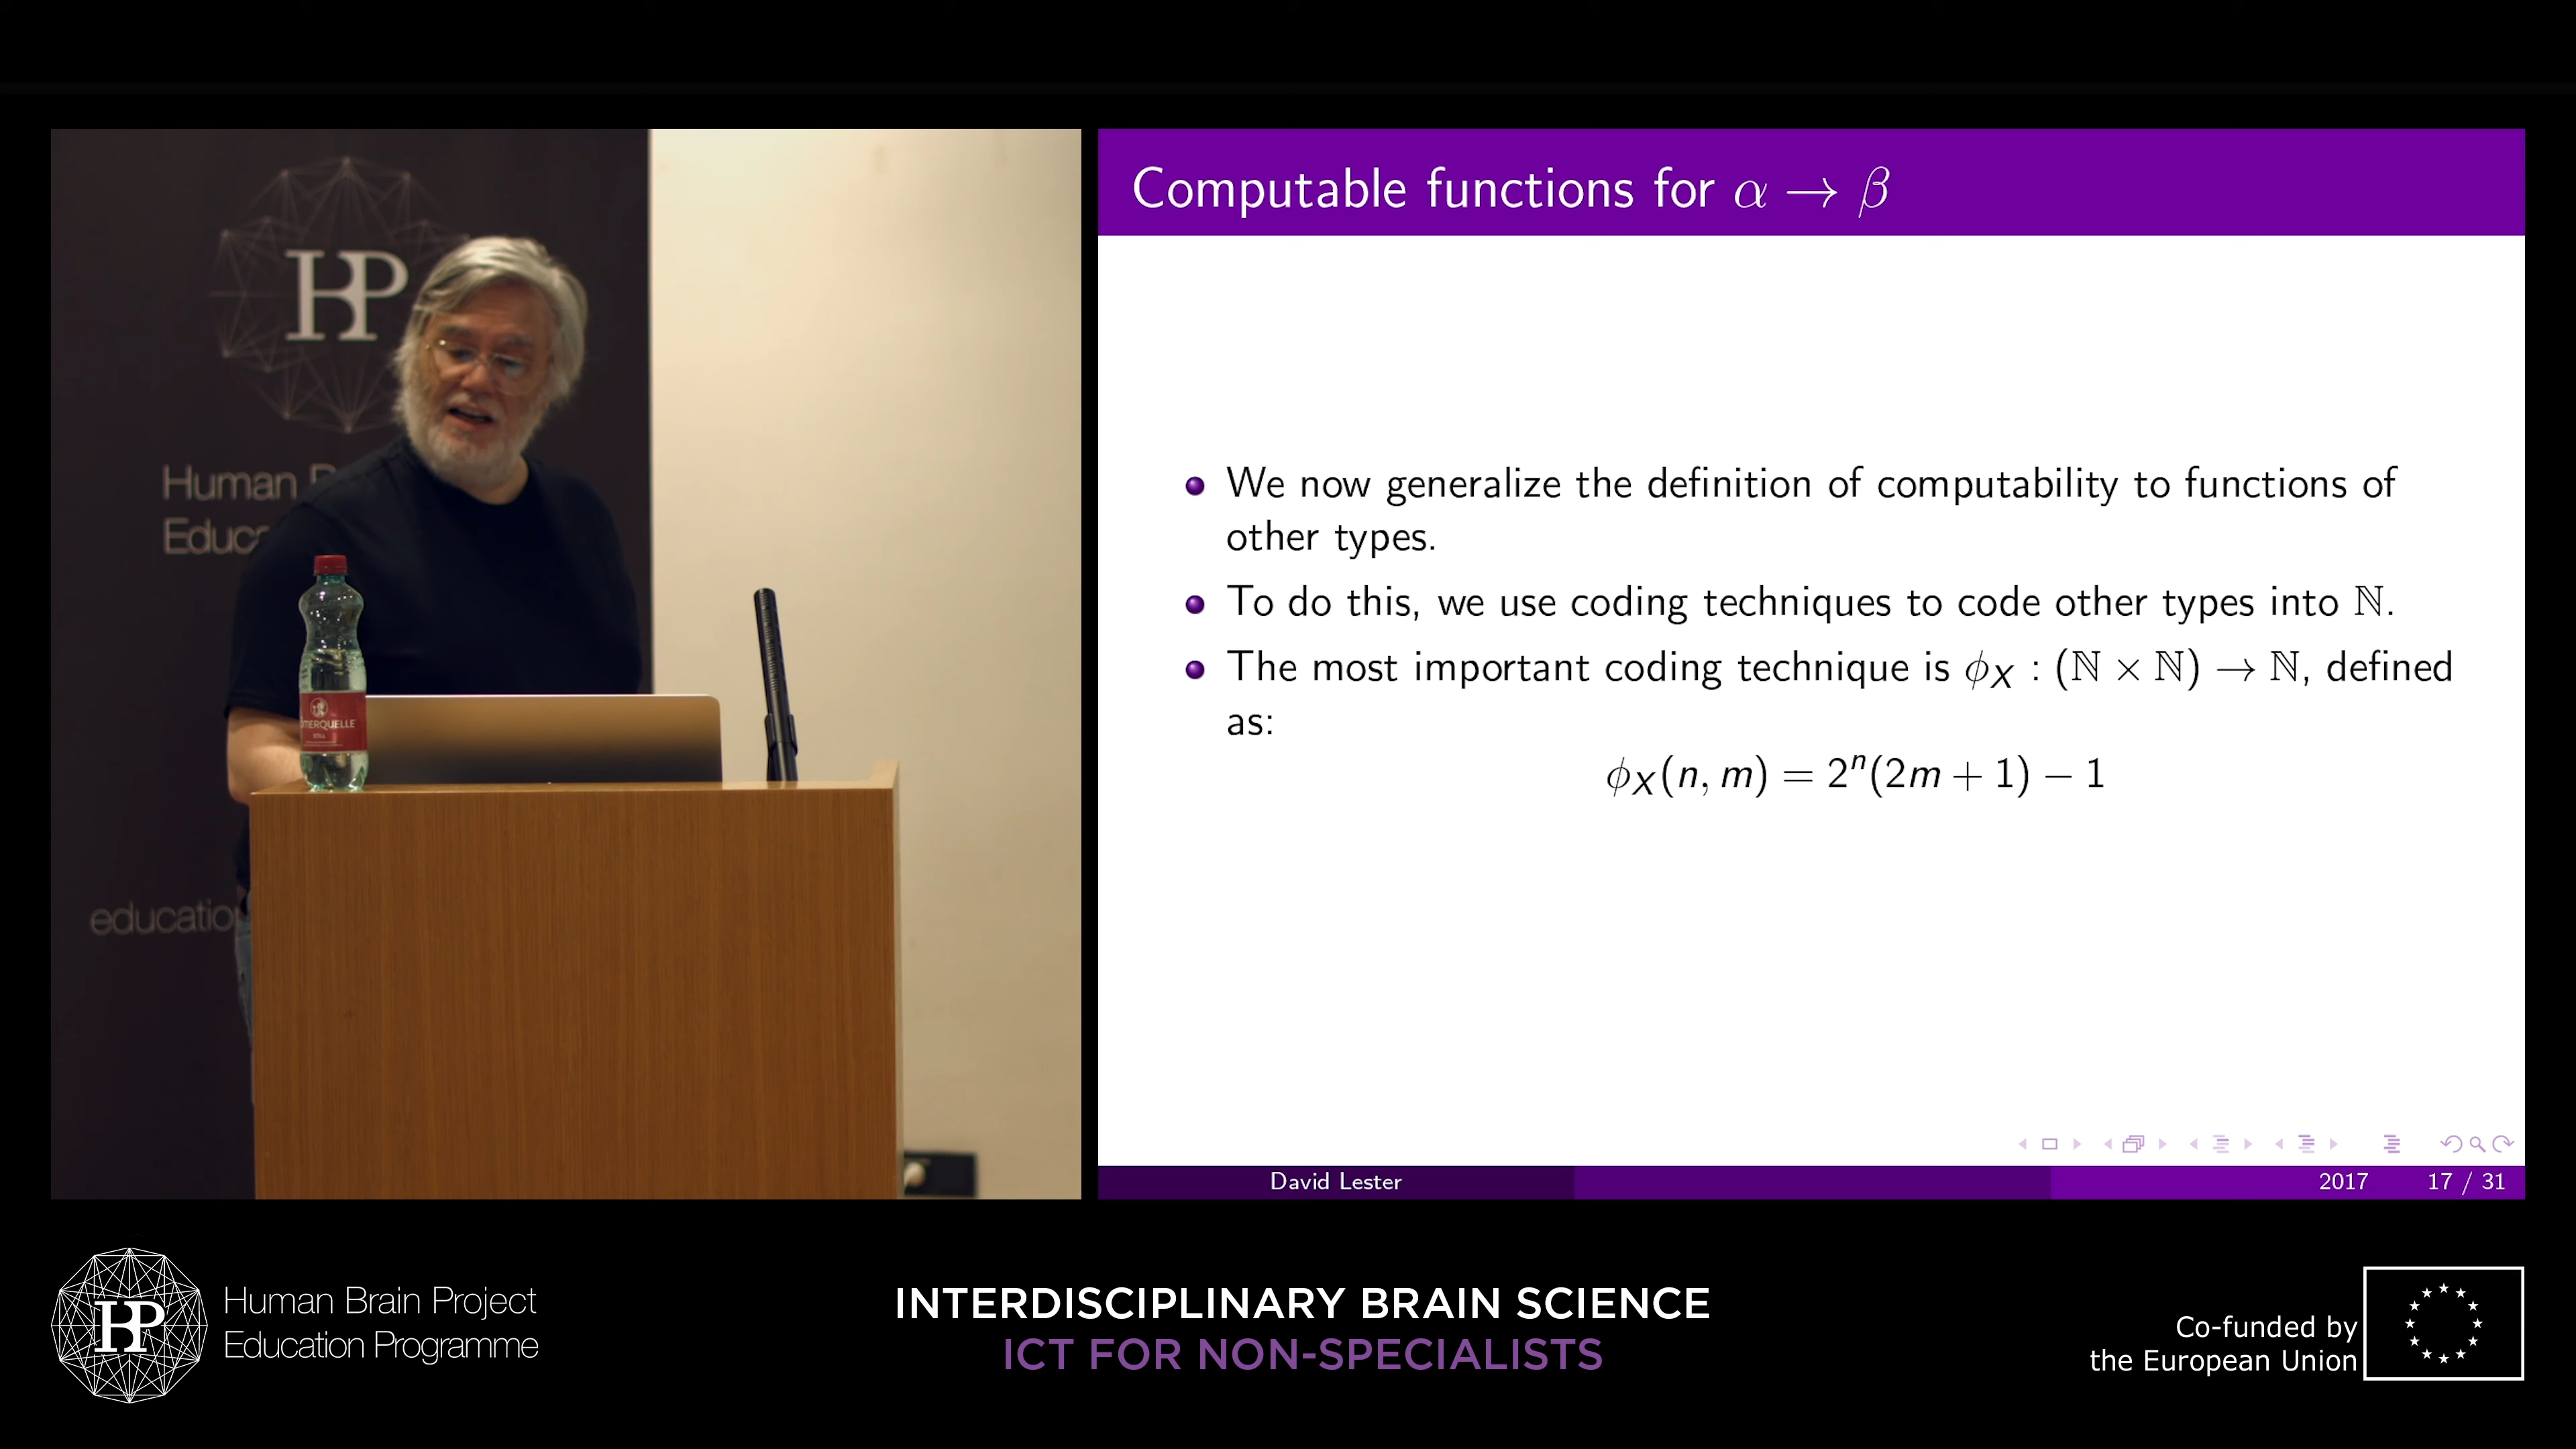 HP
Human
Educa
education
STILL
Computable functions for α → β
We now generalize the definition of computability to functions of
other types.
To do this, we use coding techniques to code other types into ℕ.
The most important coding technique is ϕ_X : (ℕ × ℕ) → ℕ, defined
as:
ϕ_X(n, m) = 2ⁿ(2m + 1) − 1
David Lester
2017
17 / 31
HP
Human Brain Project
Education Programme
INTERDISCIPLINARY BRAIN SCIENCE
ICT FOR NON-SPECIALISTS
Co-funded by
the European Union